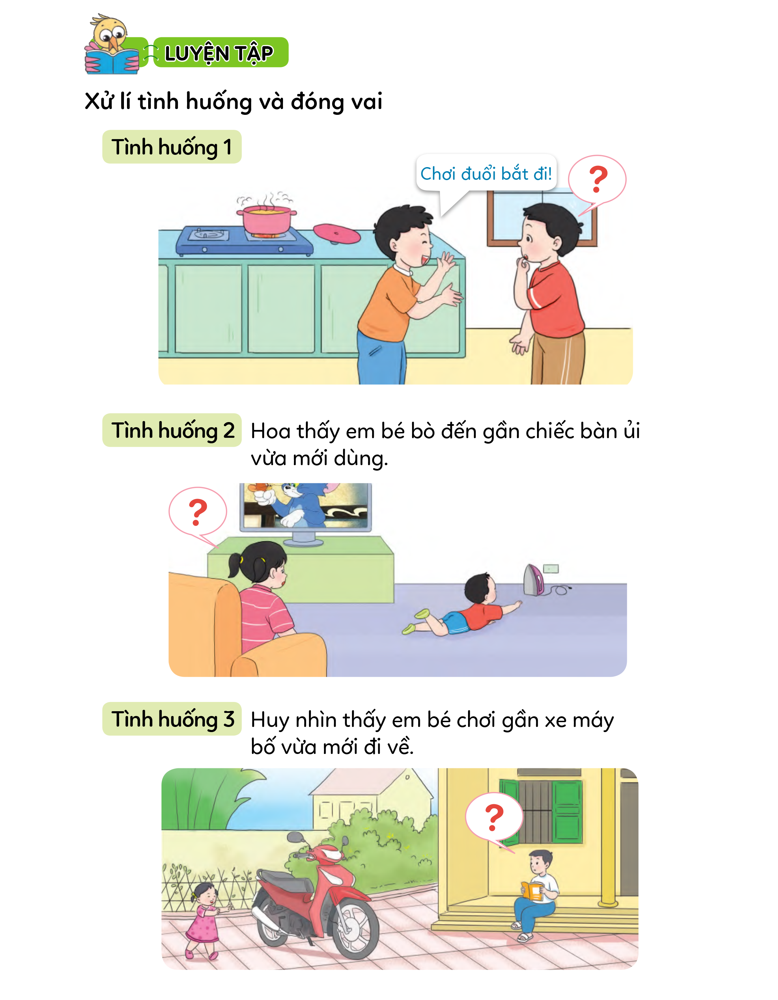 LUYỆN TẬP
Xử lí tình huống và đóng vai
Tình huống 1
Chơi đuổi bắt đi!
?
Tình huống 2
Hoa thấy em bé bò đến gần chiếc bàn ủi
vừa mới dùng.
?
Tình huống 3
Huy nhìn thấy em bé chơi gần xe máy
bố vừa mới đi về.
?